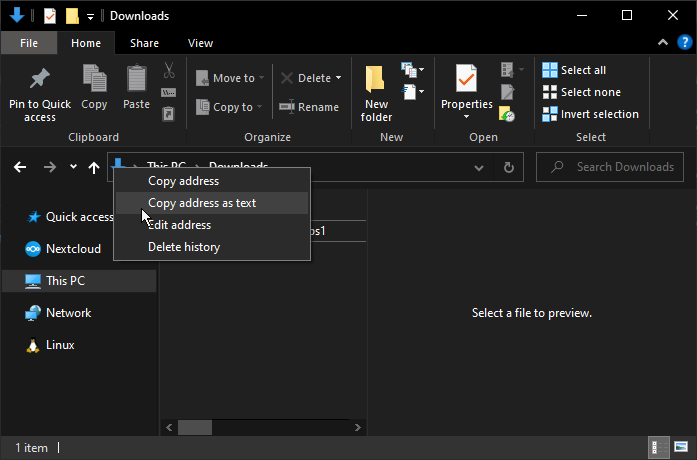 Downloads
File
Home
Share
View
Pin to Quick access
Copy
Paste
Clipboard
Move to
Copy to
Delete
Rename
Organize
New folder
New
Properties
Open
Select all
Select none
Invert selection
Select
This PC
Downloads
Search Downloads
Copy address
Copy address as text
Edit address
Delete history
Quick access
Nextcloud
This PC
Network
Linux
Select a file to preview.
1 item